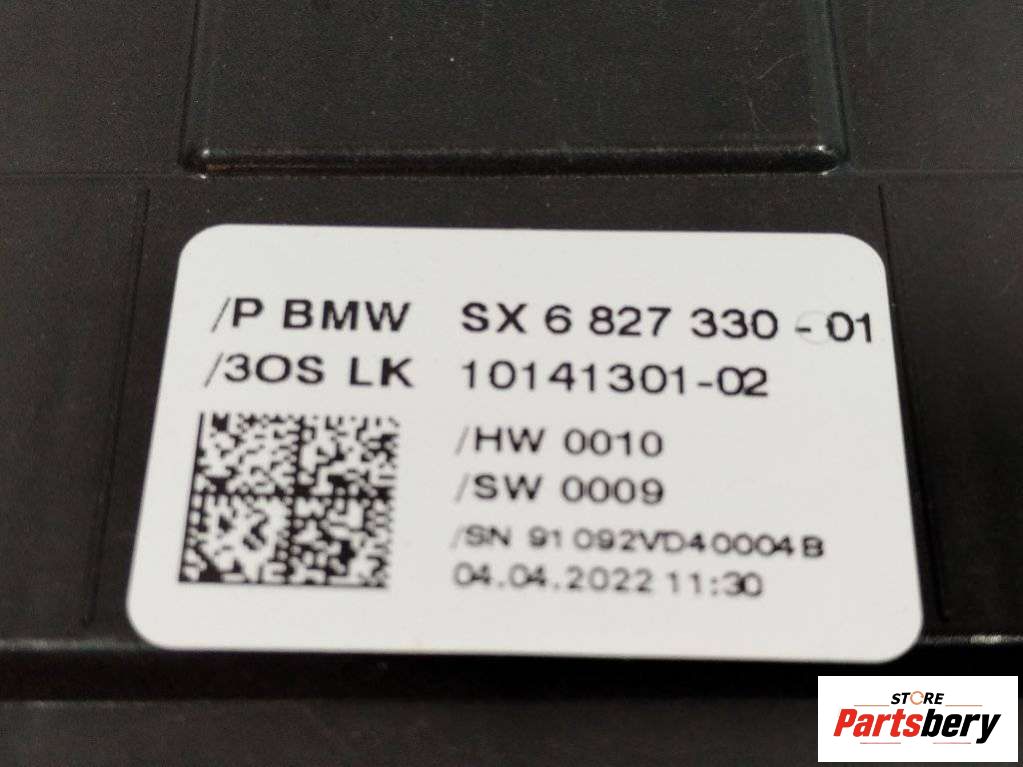 /P BMW SX 6 827 330 - 01
/3OS LK 10141301-02
/HW 0010
/SW 0009
/SN 91092VD40004B
04.04.2022 11:30
STORE
Partsbery